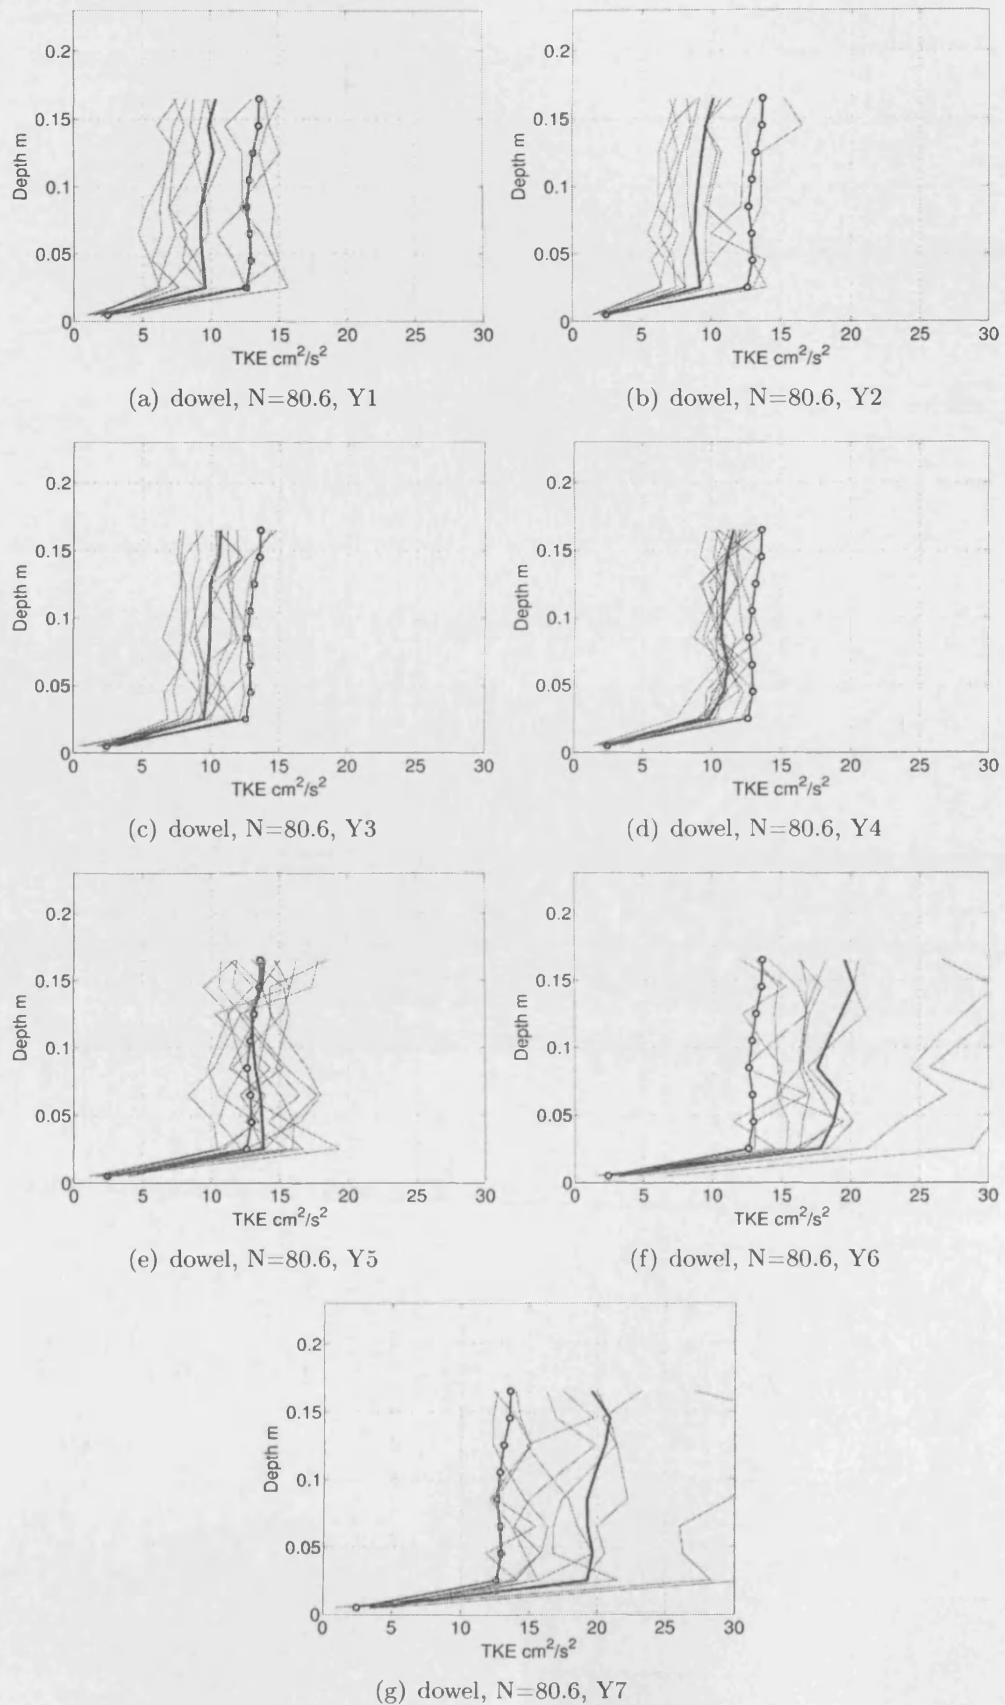 0.2
0.15
0.1
0.05
0
Depth m
0 5 10 15 20 25 30
TKE cm²/s²
(a) dowel, N=80.6, Y1
0.2
0.15
0.1
0.05
0
Depth m
0 5 10 15 20 25 30
TKE cm²/s²
(b) dowel, N=80.6, Y2
0.2
0.15
0.1
0.05
0
Depth m
0 5 10 15 20 25 30
TKE cm²/s²
(c) dowel, N=80.6, Y3
0.2
0.15
0.1
0.05
0
Depth m
0 5 10 15 20 25 30
TKE cm²/s²
(d) dowel, N=80.6, Y4
0.2
0.15
0.1
0.05
0
Depth m
0 5 10 15 20 25 30
TKE cm²/s²
(e) dowel, N=80.6, Y5
0.2
0.15
0.1
0.05
0
Depth m
0 5 10 15 20 25 30
TKE cm²/s²
(f) dowel, N=80.6, Y6
0.2
0.15
0.1
0.05
0
Depth m
0 5 10 15 20 25 30
TKE cm²/s²
(g) dowel, N=80.6, Y7